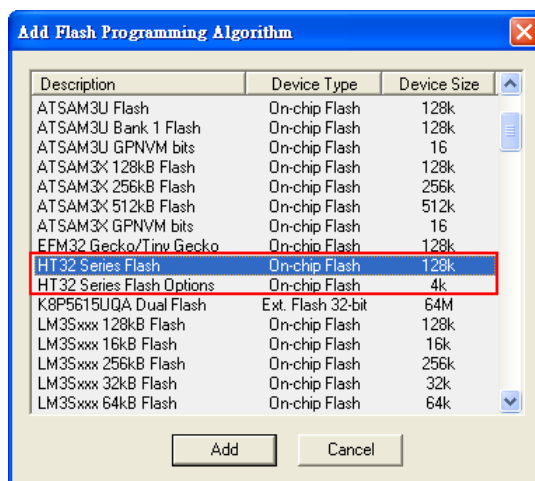 Add Flash Programming Algorithm
Description Device Type Device Size
ATSAM3U Flash On-chip Flash 128k
ATSAM3U Bank 1 Flash On-chip Flash 128k
ATSAM3U GPNVM bits On-chip Flash 16
ATSAM3X 128kB Flash On-chip Flash 128k
ATSAM3X 256kB Flash On-chip Flash 256k
ATSAM3X 512kB Flash On-chip Flash 512k
ATSAM3X GPNVM bits On-chip Flash 16
EFM32 Gecko/Tiny Gecko On-chip Flash 128k
HT32 Series Flash On-chip Flash 128k
HT32 Series Flash Options On-chip Flash 4k
K8P5615UQA Dual Flash Ext. Flash 32-bit 64M
LM3Sxxx 128kB Flash On-chip Flash 128k
LM3Sxxx 16kB Flash On-chip Flash 16k
LM3Sxxx 256kB Flash On-chip Flash 256k
LM3Sxxx 32kB Flash On-chip Flash 32k
LM3Sxxx 64kB Flash On-chip Flash 64k
Add Cancel